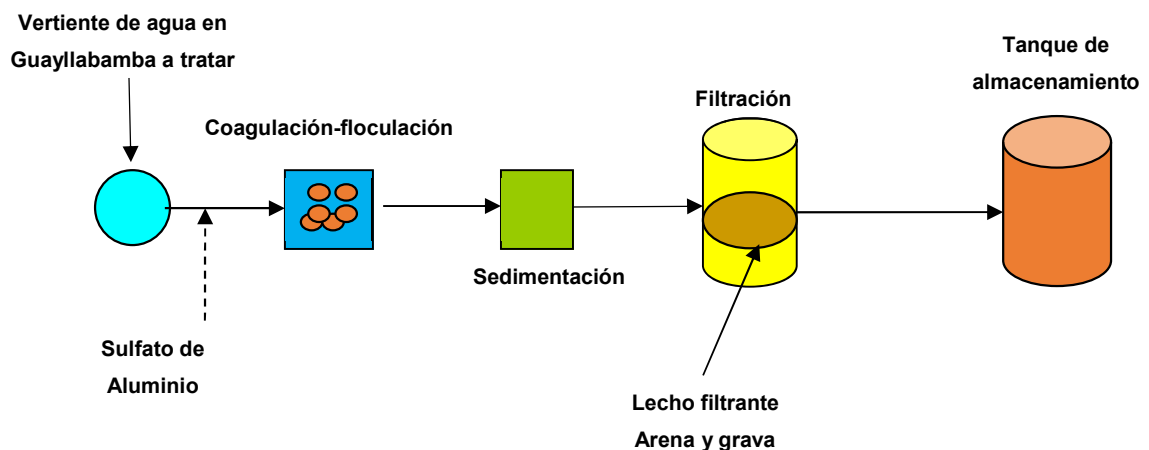 Vertiente de agua en
Guayllabamba a tratar
Coagulación-floculación
Filtración
Tanque de
almacenamiento
Sedimentación
Sulfato de
Aluminio
Lecho filtrante
Arena y grava